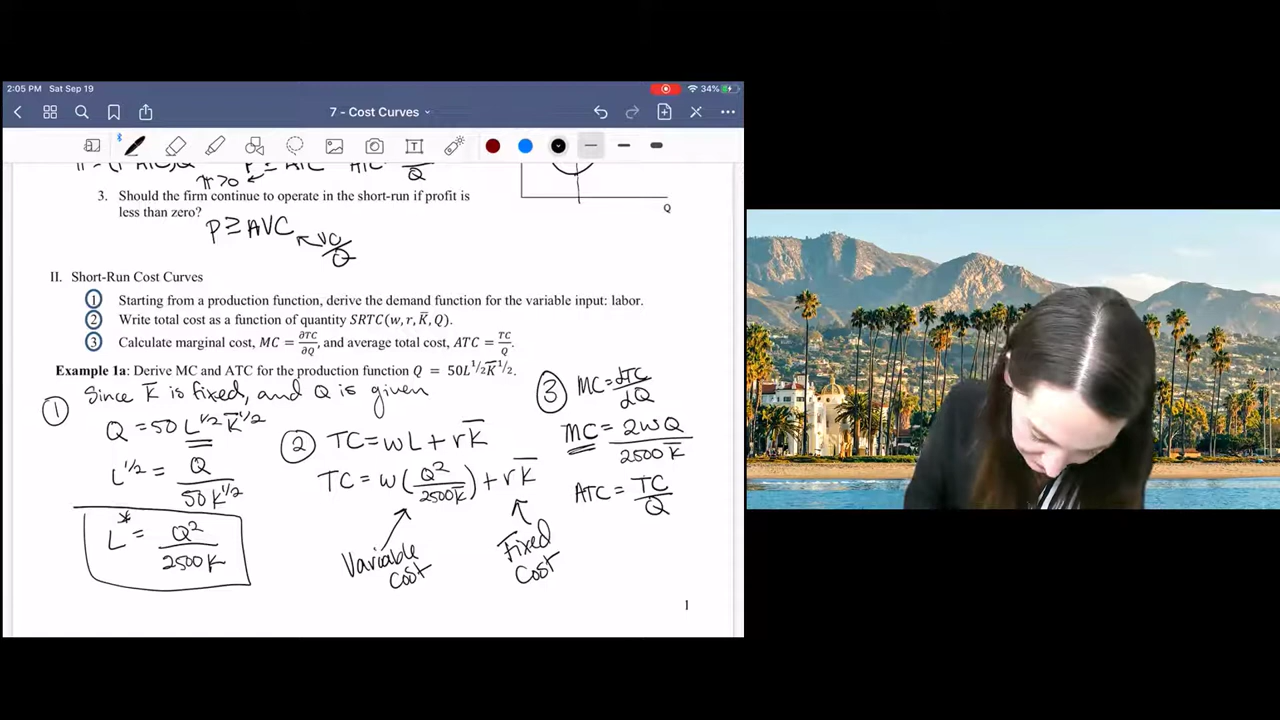 2:05 PM Sat Sep 19
34%
7 - Cost Curves
π>0
Q
3. Should the firm continue to operate in the short-run if profit is
less than zero?
Q
P ≥ AVC
VC/Q
II. Short-Run Cost Curves
1 Starting from a production function, derive the demand function for the variable input: labor.
2 Write total cost as a function of quantity SRTC(w, r, K̅, Q).
3 Calculate marginal cost, MC = ∂TC/∂Q, and average total cost, ATC = TC/Q.
Example 1a: Derive MC and ATC for the production function Q = 50L^1/2 K̅^1/2.
Since K̅ is fixed, and Q is given
1
Q = 50 L^1/2 K̅^1/2
L^1/2 = Q/50 K^1/2
L* = Q²/2500K
2 TC = wL + rK̅
TC = w(Q²/2500K̅) + rK̅
Variable cost
Fixed cost
3 MC = dTC/dQ
MC = 2wQ/2500K̅
ATC = TC/Q
1